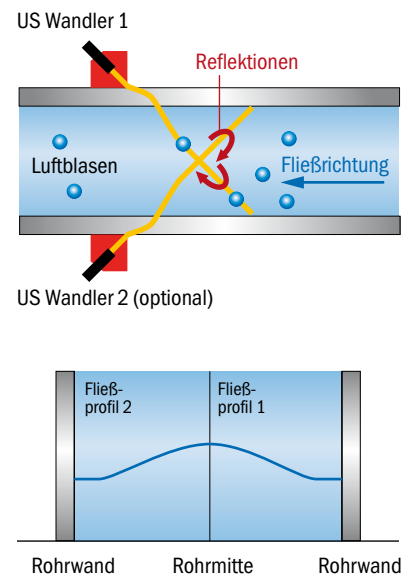 US Wandler 1
Reflektionen
Luftblasen
Fließrichtung
US Wandler 2 (optional)
Fließ-
profil 2
Fließ-
profil 1
Rohrwand
Rohrmitte
Rohrwand